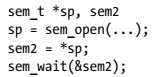 sem_t *sp, sem2
sp = sem_open(...);
sem2 = *sp;
sem_wait(&sem2);